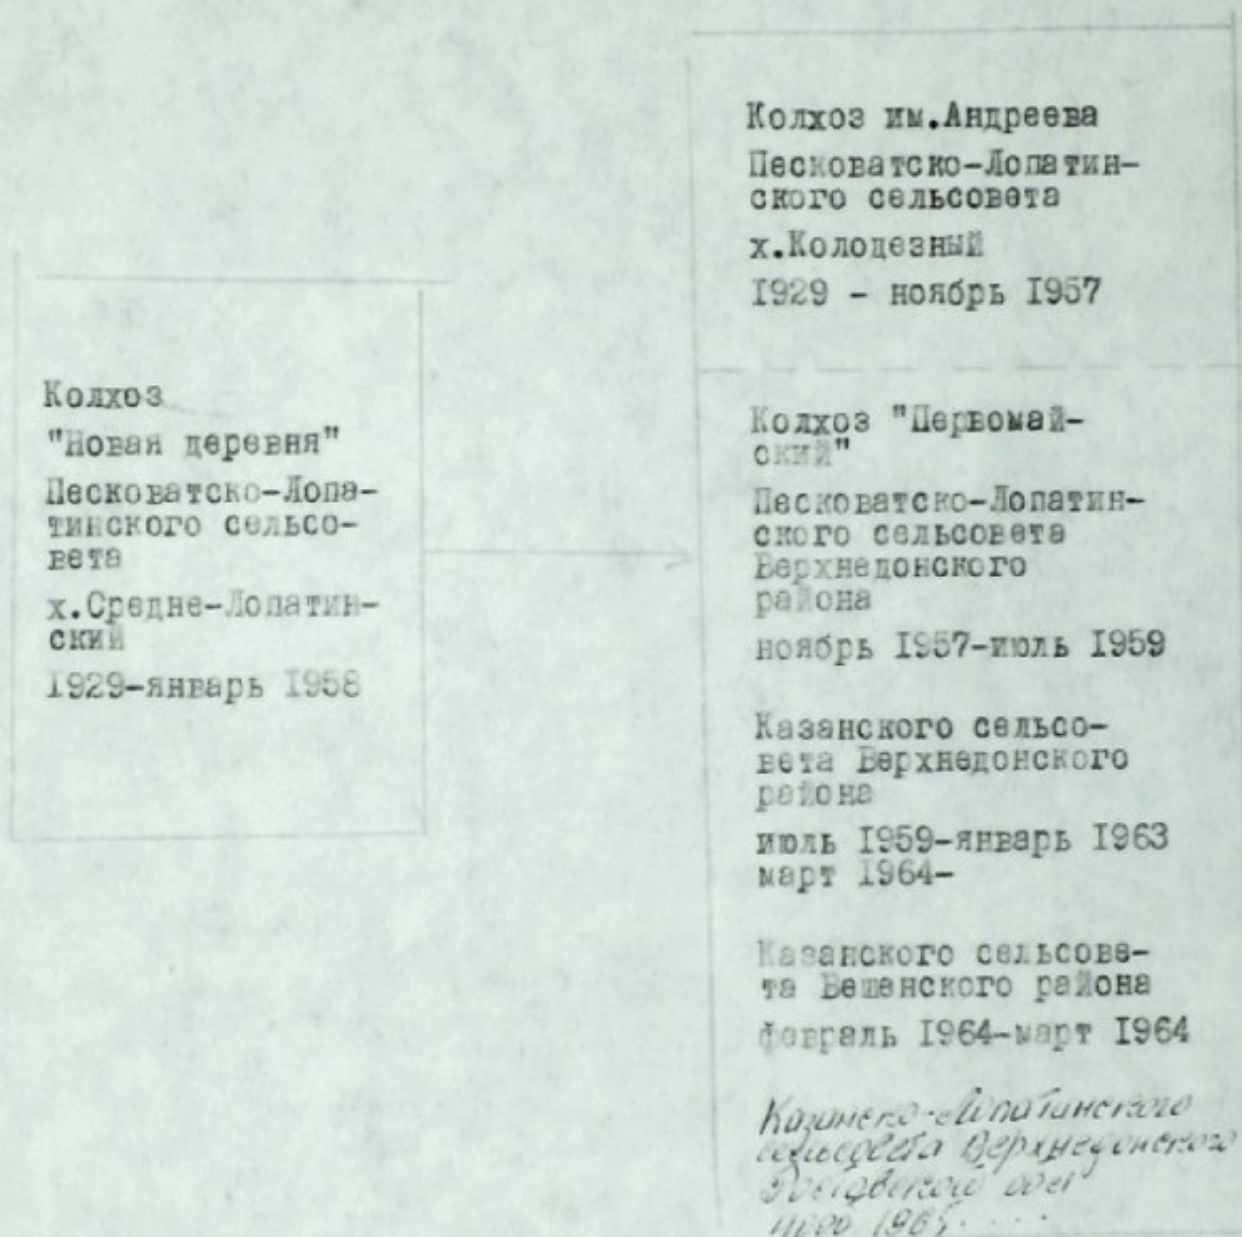 Колхоз
"Новая деревня"
Песковатско-Лопа-
тинского сельсо-
вета
х.Средне-Лопатин-
ский
1929-январь 1958
Колхоз им.Андреева
Песковатско-Лопатин-
ского сельсовета
х.Колодезный
1929 - ноябрь 1957
Колхоз "Первомай-
ский"
Песковатско-Лопатин-
ского сельсовета
Верхнедонского
района
ноябрь 1957-июль 1959
Казанского сельсо-
вета Верхнедонского
района
июль 1959-январь 1963
март 1964-
Казанского сельсове-
та Вешенского района
февраль 1964-март 1964
Казанско-Лопатинского
сельсовета Верхнедонского
Ростовской обл